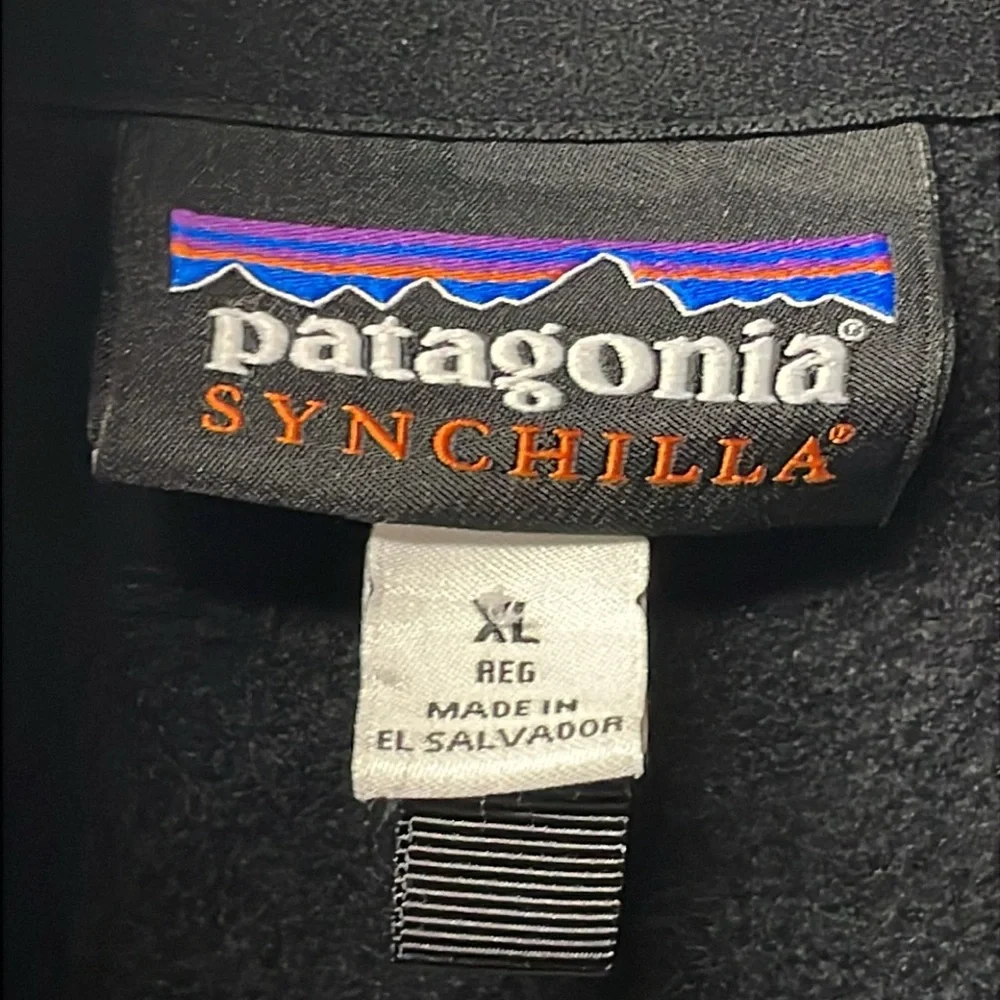 patagonia®
SYNCHILLA®
XL
REG
MADE IN
EL SALVADOR